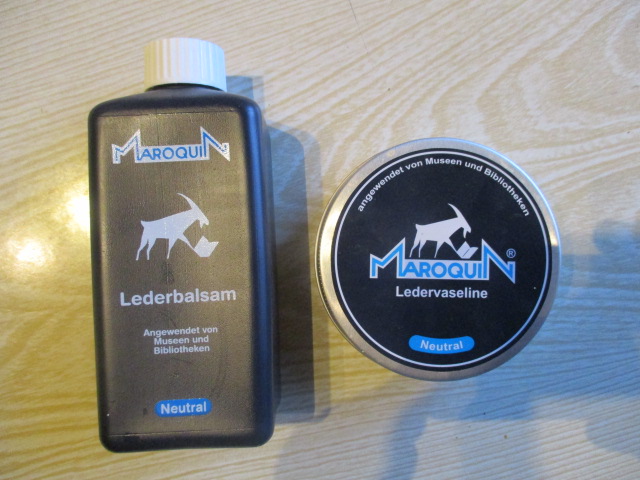 MAROQUIN
Lederbalsam
Angewendet von
Museen und
Bibliotheken
Neutral
angewendet von Museen und Bibliotheken
MAROQUIN®
Ledervaseline
Neutral